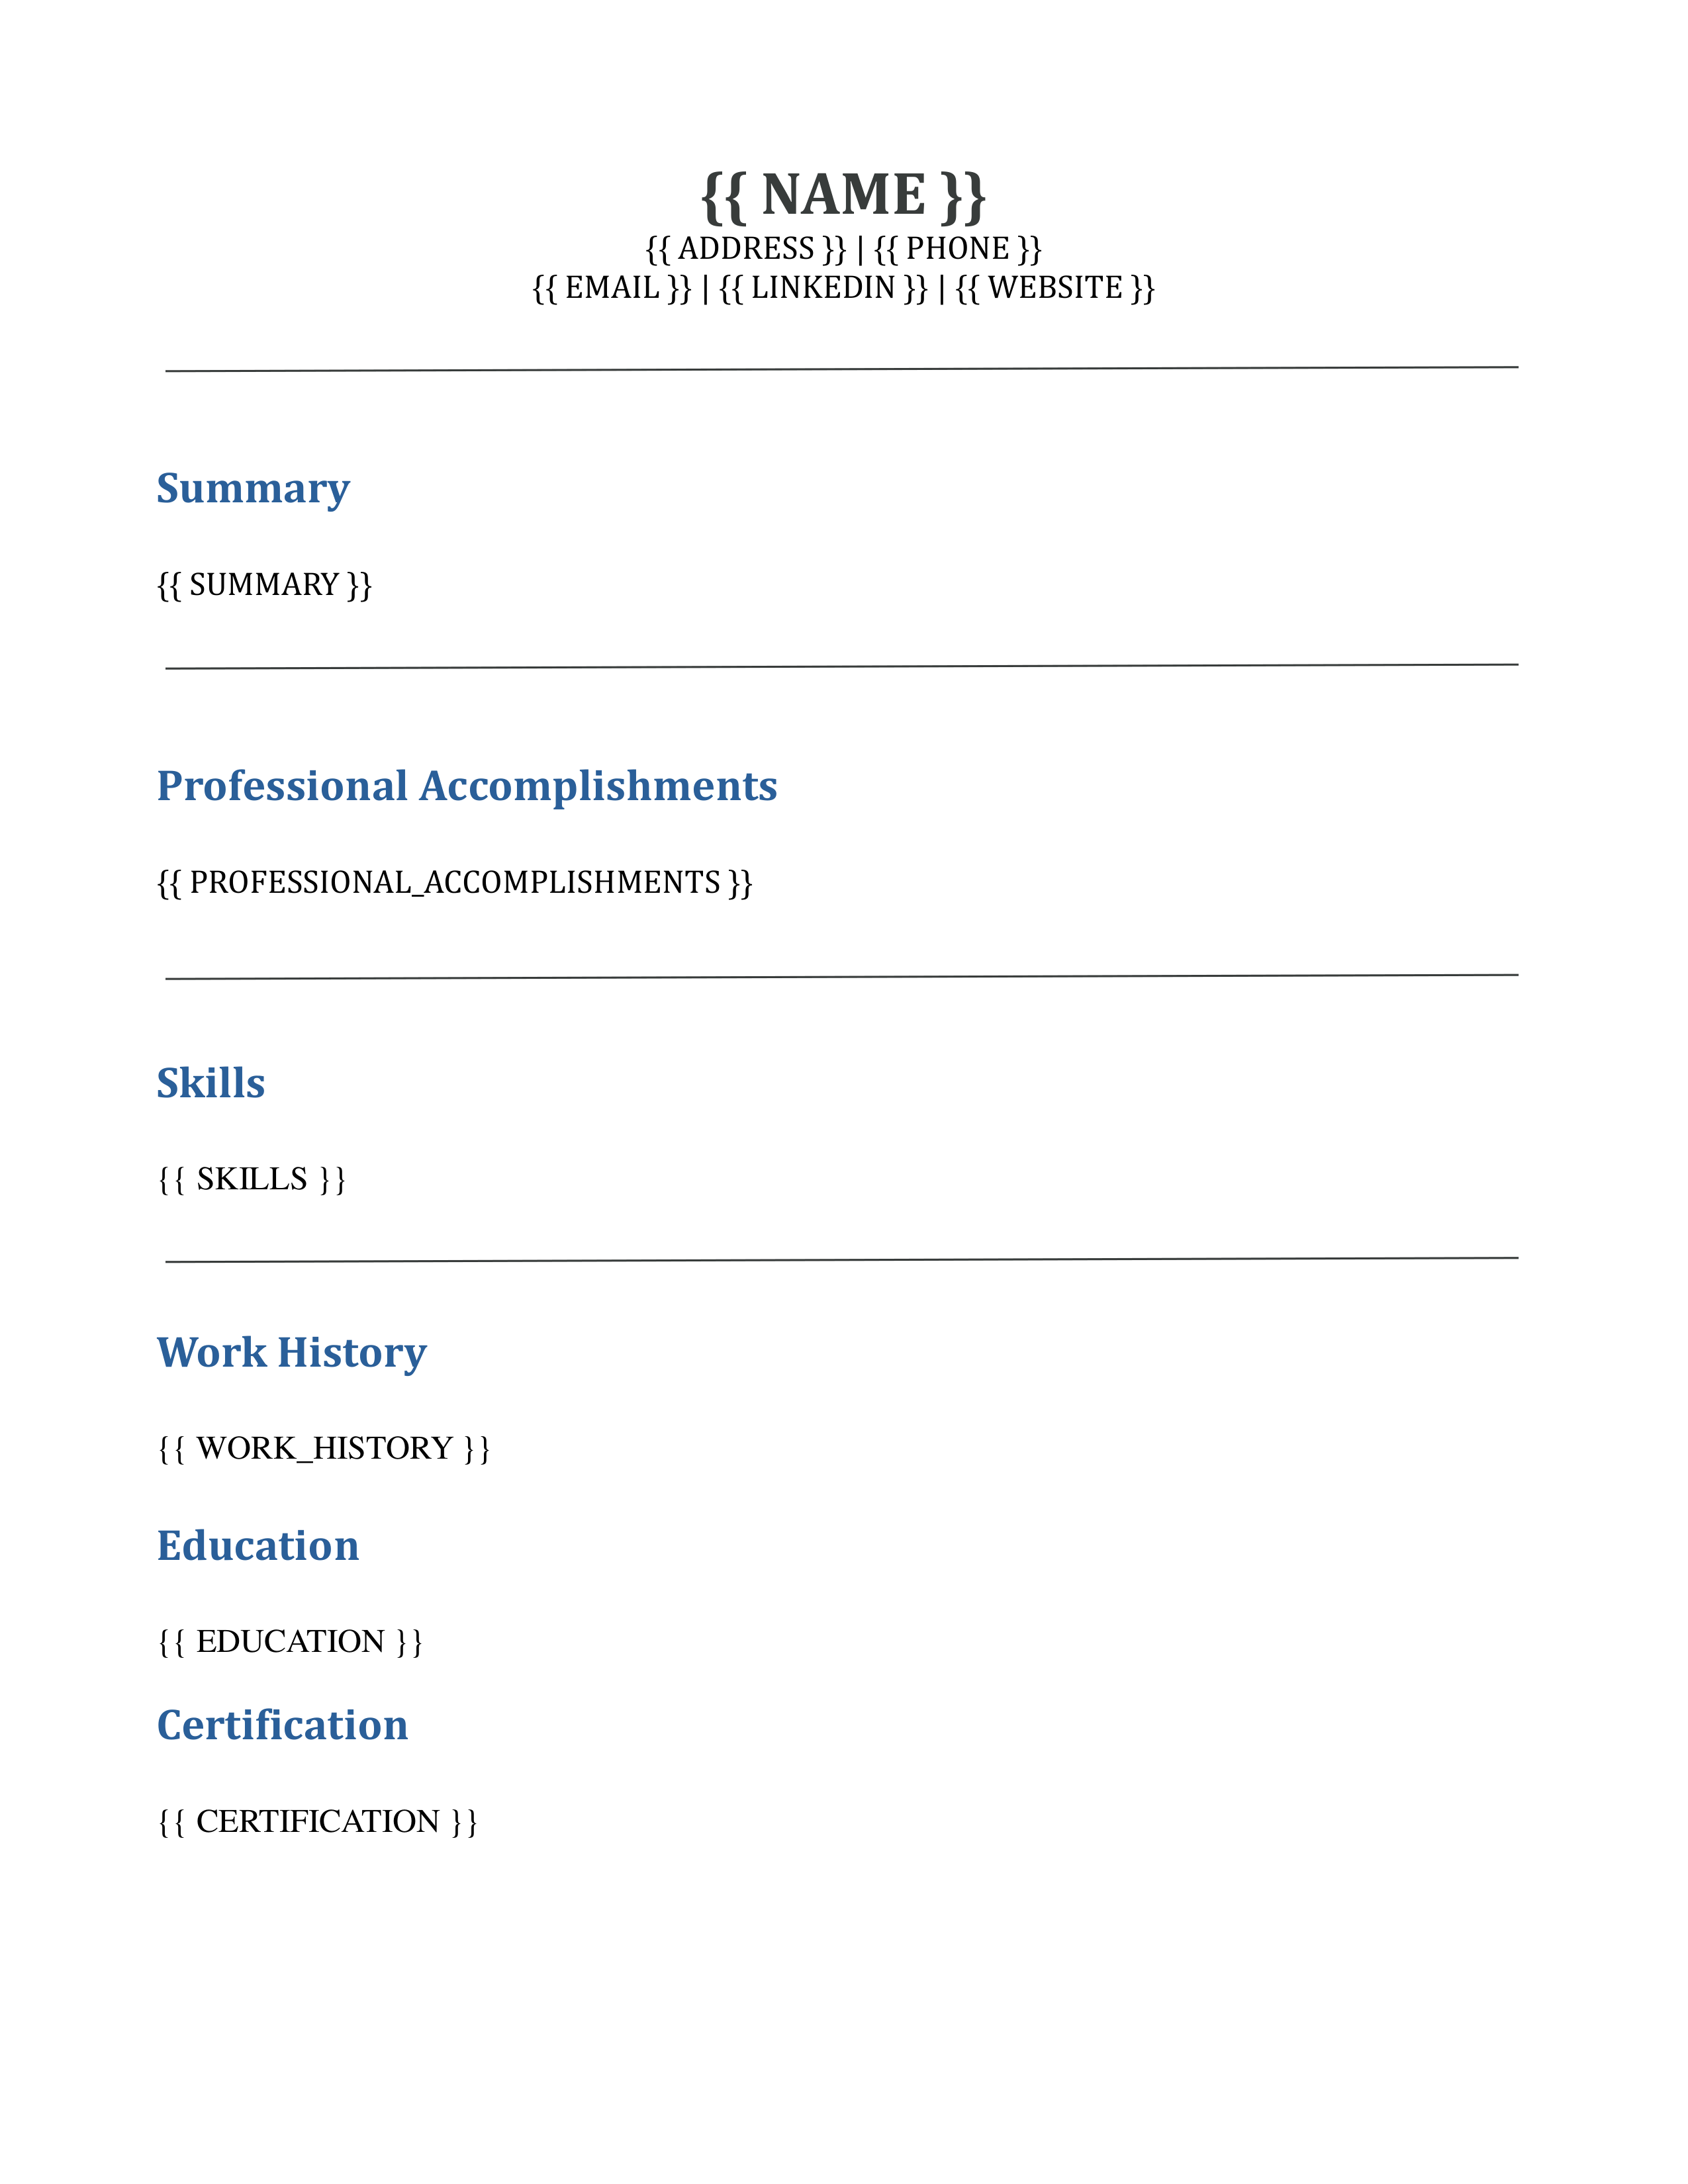 {{ NAME }}
{{ ADDRESS }} | {{ PHONE }}
{{ EMAIL }} | {{ LINKEDIN }} | {{ WEBSITE }}
Summary
{{ SUMMARY }}
Professional Accomplishments
{{ PROFESSIONAL_ACCOMPLISHMENTS }}
Skills
{{ SKILLS }}
Work History
{{ WORK_HISTORY }}
Education
{{ EDUCATION }}
Certification
{{ CERTIFICATION }}